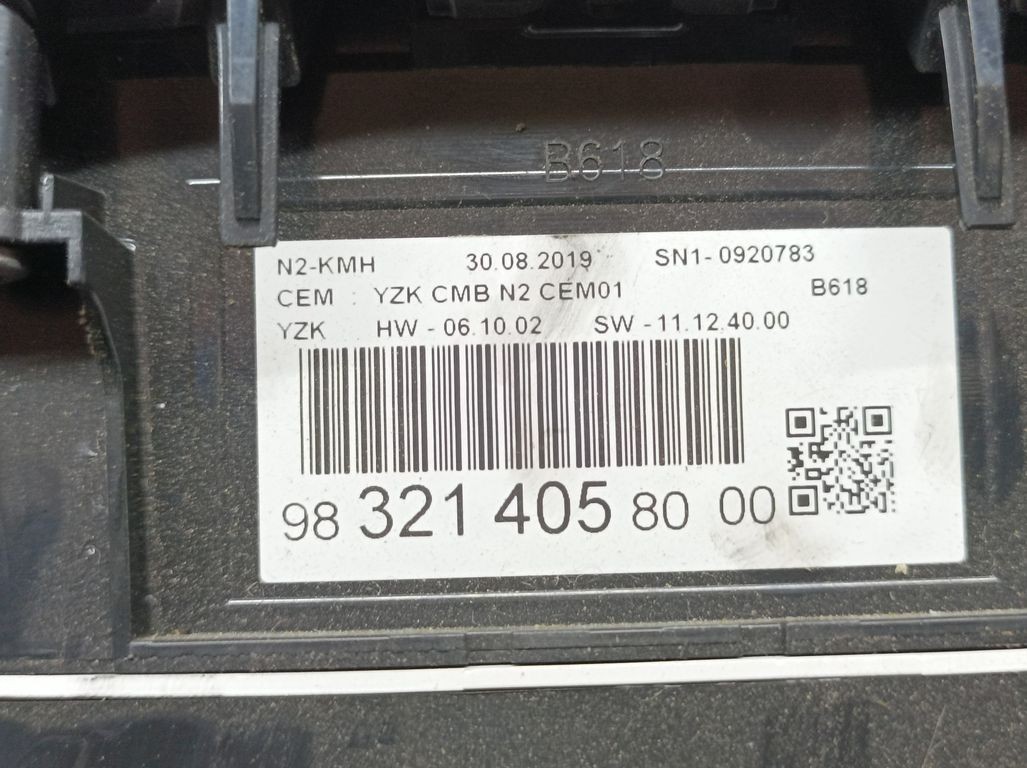 B618
N2-KMH 30.08.2019 SN1- 0920783
CEM : YZK CMB N2 CEM01 B618
YZK HW - 06.10.02 SW - 11.12.40.00
98 321 405 80 00